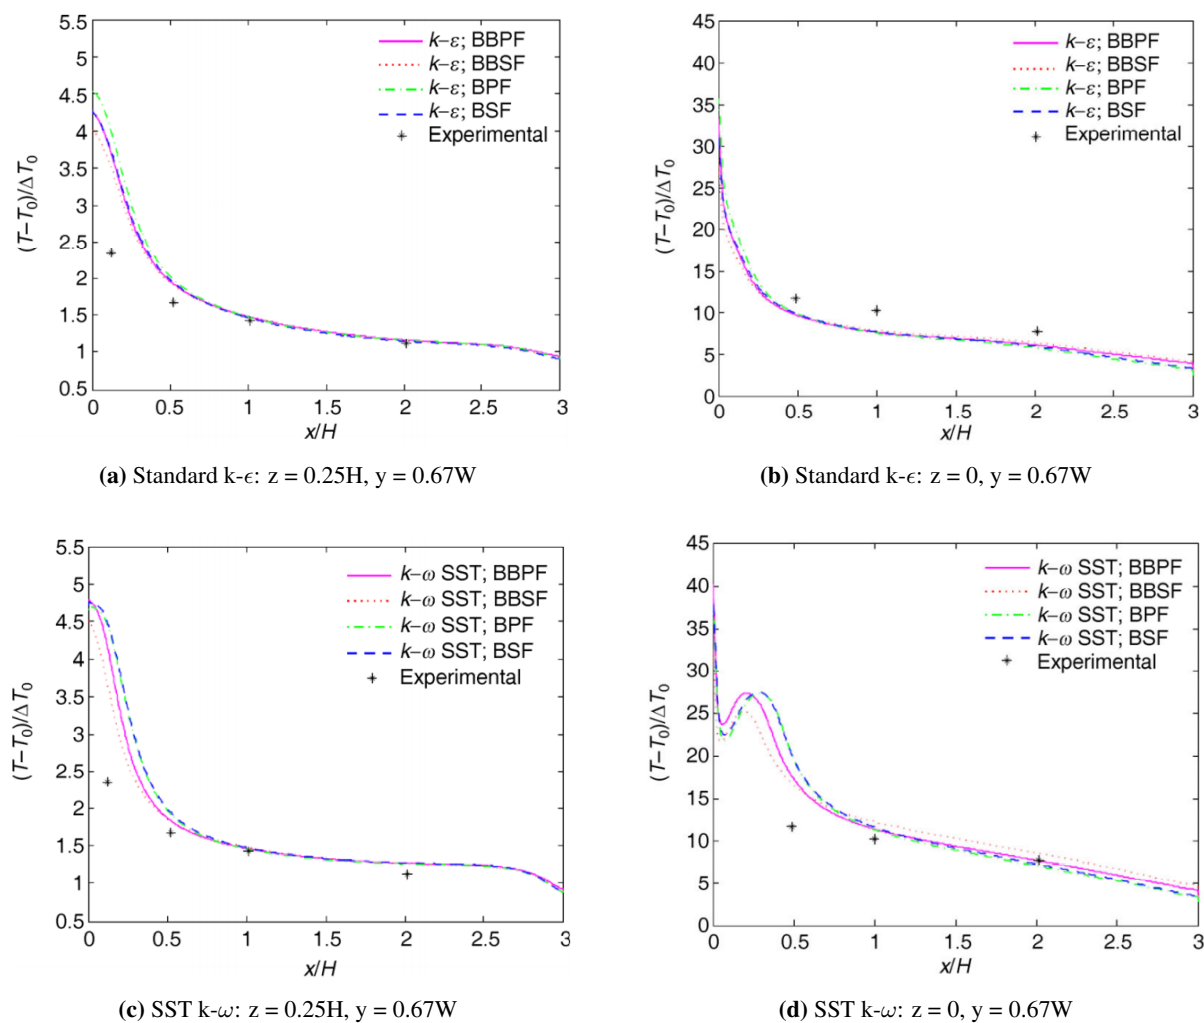 5.5
5
4.5
4
3.5
3
2.5
2
1.5
1
0.5
(T–T0)/ΔT0
k–ε; BBPF
k–ε; BBSF
k–ε; BPF
k–ε; BSF
Experimental
0 0.5 1 1.5 2 2.5 3
x/H
(a) Standard k-ϵ: z = 0.25H, y = 0.67W
45
40
35
30
25
20
15
10
5
0
(T–T0)/ΔT0
k–ε; BBPF
k–ε; BBSF
k–ε; BPF
k–ε; BSF
Experimental
0 0.5 1 1.5 2 2.5 3
x/H
(b) Standard k-ϵ: z = 0, y = 0.67W
5.5
5
4.5
4
3.5
3
2.5
2
1.5
1
0.5
(T–T0)/ΔT0
k–ω SST; BBPF
k–ω SST; BBSF
k–ω SST; BPF
k–ω SST; BSF
Experimental
0 0.5 1 1.5 2 2.5 3
x/H
(c) SST k-ω: z = 0.25H, y = 0.67W
45
40
35
30
25
20
15
10
5
0
(T–T0)/ΔT0
k–ω SST; BBPF
k–ω SST; BBSF
k–ω SST; BPF
k–ω SST; BSF
Experimental
0 0.5 1 1.5 2 2.5 3
x/H
(d) SST k-ω: z = 0, y = 0.67W